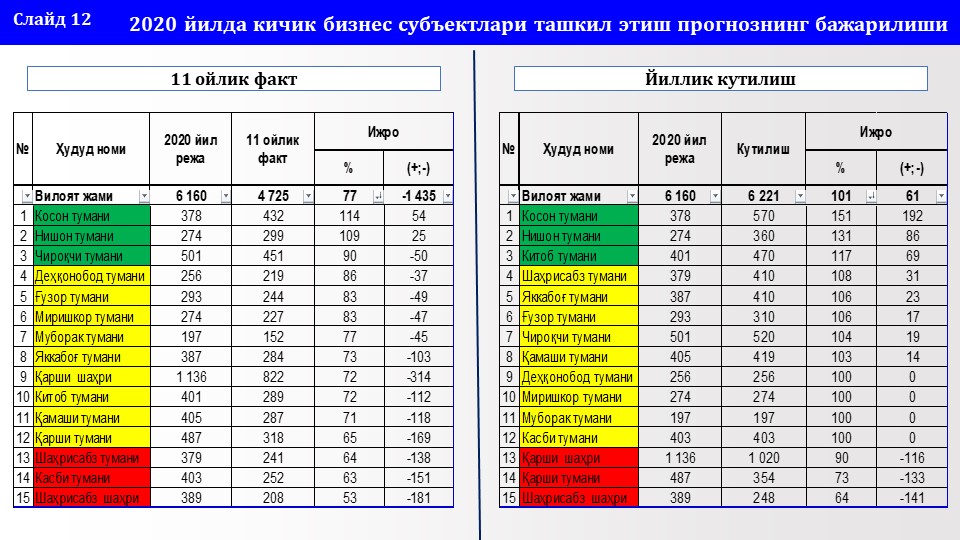 Слайд 12
2020 йилда кичик бизнес субъектлари ташкил этиш прогнознинг бажарилиши
11 ойлик факт
№ Ҳудуд номи 2020 йил режа 11 ойлик факт Ижро
% (+;-)
Вилоят жами 6 160 4 725 77 -1 435
1 Косон тумани 378 432 114 54
2 Нишон тумани 274 299 109 25
3 Чироқчи тумани 501 451 90 -50
4 Деҳқонобод тумани 256 219 86 -37
5 Ғузор тумани 293 244 83 -49
6 Миришкор тумани 274 227 83 -47
7 Муборак тумани 197 152 77 -45
8 Яккабоғ тумани 387 284 73 -103
9 Қарши шаҳри 1 136 822 72 -314
10 Китоб тумани 401 289 72 -112
11 Қамаши тумани 405 287 71 -118
12 Қарши тумани 487 318 65 -169
13 Шаҳрисабз тумани 379 241 64 -138
14 Касби тумани 403 252 63 -151
15 Шаҳрисабз шаҳри 389 208 53 -181
Йиллик кутилиш
№ Ҳудуд номи 2020 йил режа Кутилиш Ижро
% (+;-)
Вилоят жами 6 160 6 221 101 61
1 Косон тумани 378 570 151 192
2 Нишон тумани 274 360 131 86
3 Китоб тумани 401 470 117 69
4 Шаҳрисабз тумани 379 410 108 31
5 Яккабоғ тумани 387 410 106 23
6 Ғузор тумани 293 310 106 17
7 Чироқчи тумани 501 520 104 19
8 Қамаши тумани 405 419 103 14
9 Деҳқонобод тумани 256 256 100 0
10 Миришкор тумани 274 274 100 0
11 Муборак тумани 197 197 100 0
12 Касби тумани 403 403 100 0
13 Қарши шаҳри 1 136 1 020 90 -116
14 Қарши тумани 487 354 73 -133
15 Шаҳрисабз шаҳри 389 248 64 -141